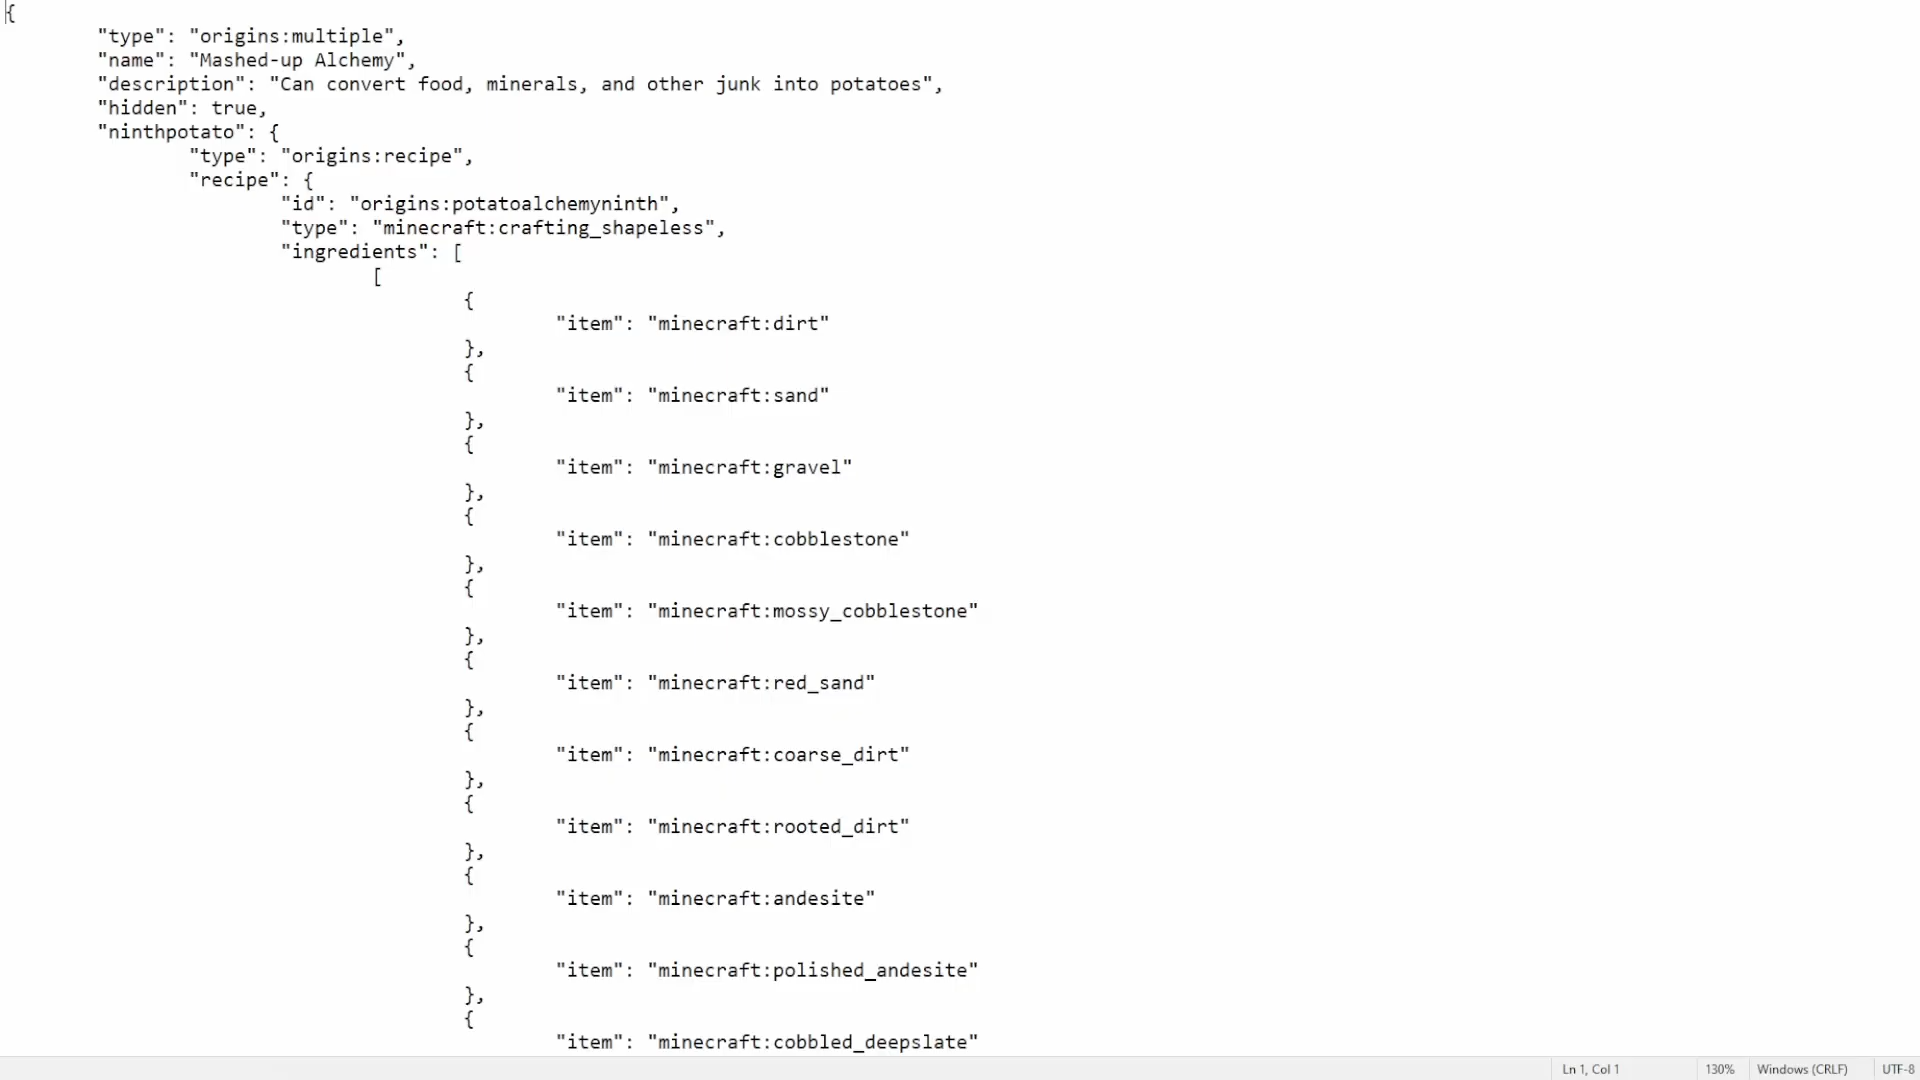 {
"type": "origins:multiple",
"name": "Mashed-up Alchemy",
"description": "Can convert food, minerals, and other junk into potatoes",
"hidden": true,
"ninthpotato": {
"type": "origins:recipe",
"recipe": {
"id": "origins:potatoalchemyninth",
"type": "minecraft:crafting_shapeless",
"ingredients": [
[
{
"item": "minecraft:dirt"
},
{
"item": "minecraft:sand"
},
{
"item": "minecraft:gravel"
},
{
"item": "minecraft:cobblestone"
},
{
"item": "minecraft:mossy_cobblestone"
},
{
"item": "minecraft:red_sand"
},
{
"item": "minecraft:coarse_dirt"
},
{
"item": "minecraft:rooted_dirt"
},
{
"item": "minecraft:andesite"
},
{
"item": "minecraft:polished_andesite"
},
{
"item": "minecraft:cobbled_deepslate"
Ln 1, Col 1 130% Windows (CRLF) UTF-8